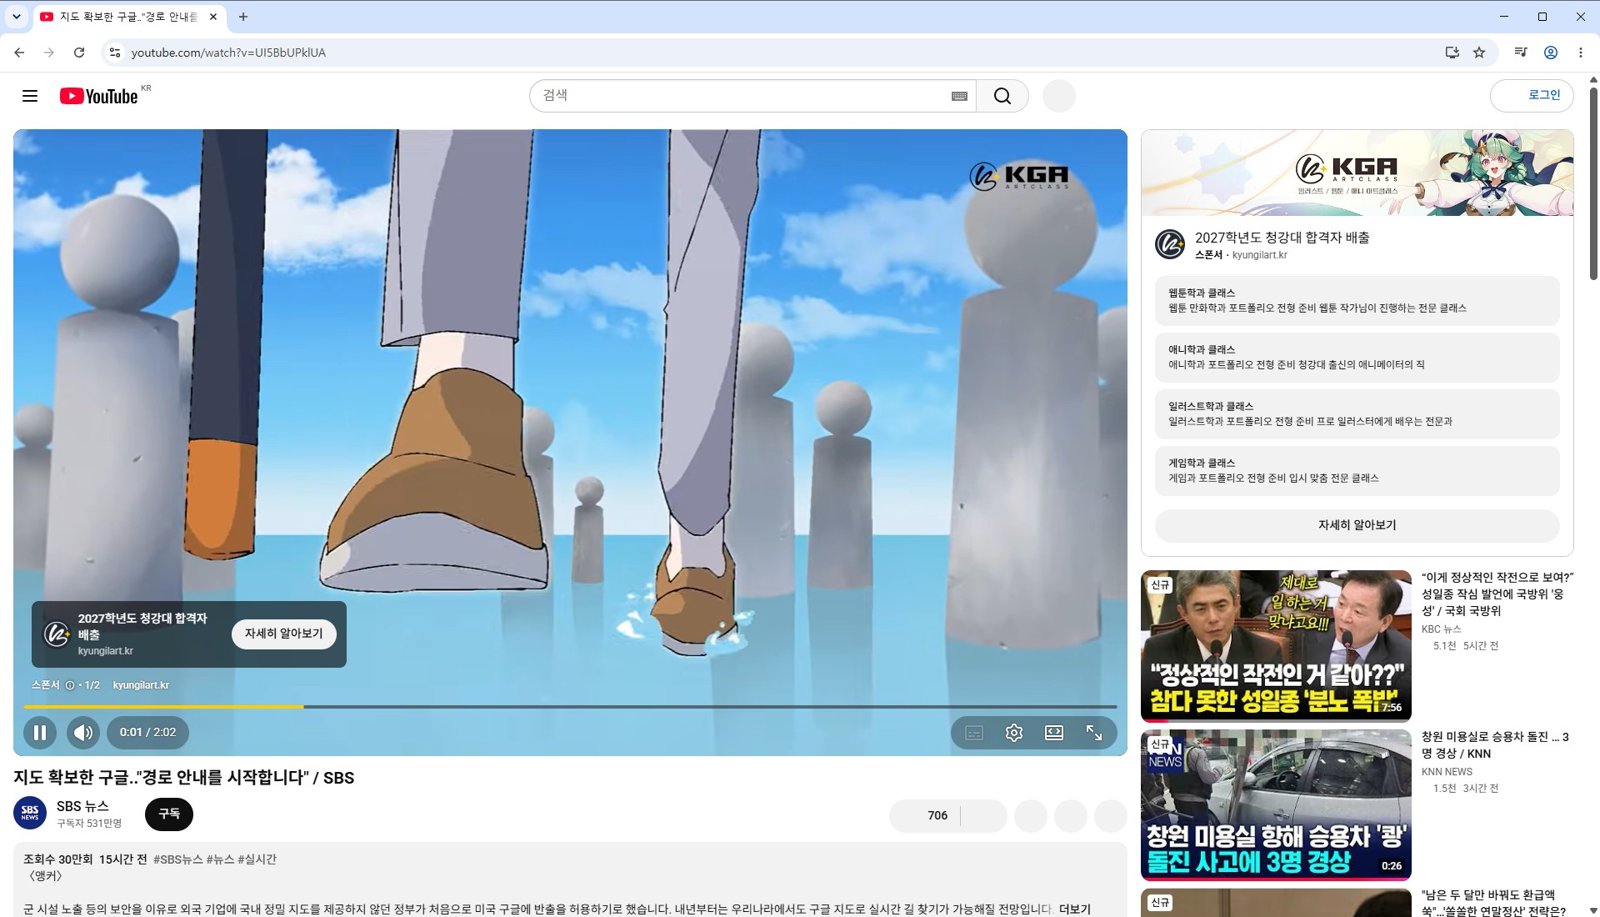 지도 확보한 구글.."경로 안내를
youtube.com/watch?v=UI5BbUPklUA
YouTube KR
검색
로그인
KGA
ARTCLASS
2027학년도 청강대 합격자
배출
kyungilart.kr
자세히 알아보기
스폰서 · 1/2 kyungilart.kr
0:01 / 2:02
지도 확보한 구글.."경로 안내를 시작합니다" / SBS
SBS
NEWS
SBS 뉴스
구독자 531만명
구독
706
조회수 30만회 15시간 전 #SBS뉴스 #뉴스 #실시간
〈앵커〉
군 시설 노출 등의 보안을 이유로 외국 기업에 국내 정밀 지도를 제공하지 않던 정부가 처음으로 미국 구글에 반출을 허용하기로 했습니다. 내년부터는 우리나라에서도 구글 지도로 실시간 길 찾기가 가능해질 전망입니다. 더보기
KGA
ARTCLASS
일러스트 / 웹툰 / 애니 아트클래스
2027학년도 청강대 합격자 배출
스폰서 · kyungilart.kr
웹툰학과 클래스
웹툰 만화학과 포트폴리오 전형 준비 웹툰 작가님이 진행하는 전문 클래스
애니학과 클래스
애니학과 포트폴리오 전형 준비 청강대 출신의 애니메이터의 직
일러스트학과 클래스
일러스트학과 포트폴리오 전형 준비 프로 일러스터에게 배우는 전문과
게임학과 클래스
게임과 포트폴리오 전형 준비 입시 맞춤 전문 클래스
자세히 알아보기
신규
제대로
일 하는 거
맞냐고요!!!
“정상적인 작전인 거 같아??”
참다 못한 성일종 ‘분노 폭발’
7:56
“이게 정상적인 작전으로 보여?”
성일종 작심 발언에 국방위 '웅
성' / 국회 국방위
KBC 뉴스
5.1천 5시간 전
신규
KNN
NEWS
창원 미용실 향해 승용차 '쾅'
돌진 사고에 3명 경상
0:26
창원 미용실로 승용차 돌진 ... 3
명 경상 / KNN
KNN NEWS
1.5천 3시간 전
신규
"남은 두 달만 바꿔도 환급액
쑥"..'쏠쏠한 연말정산' 전략은?